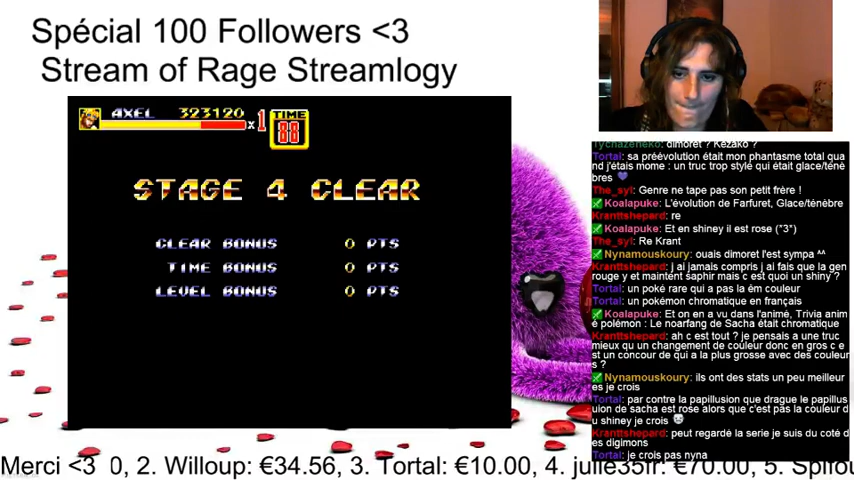 Spécial 100 Followers <3
Stream of Rage Streamlogy
AXEL 323120
x1
TIME
88
STAGE 4 CLEAR
CLEAR BONUS 0 PTS
TIME BONUS 0 PTS
LEVEL BONUS 0 PTS
Tychazeneko: dimoret ? Kezako ?
Tortal: sa préévolution était mon phantasme total qua
nd j'étais mome : un truc trop stylé qui était glace/téné
bres 💜
The_syl: Genre ne tape pas son petit frère !
Koalapuke: L'évolution de Farfuret, Glace/ténèbre
Kranttshepard: re
Koalapuke: Et en shiney il est rose (*3*)
The_syl: Re Krant
Nynamouskoury: ouais dimoret l'est sympa ^^
Kranttshepard: j ai jamais compris j ai fais que la gen
rouge y et maintent saphir mais c est quoi un shiny ?
Tortal: un poké rare qui a pas la êm couleur
Tortal: un pokémon chromatique en français
Koalapuke: Et on en a vu dans l'animé, Trivia anim
é polémon : Le noarfang de Sacha était chromatique
Kranttshepard: ah c est tout ? je pensais a une truc
mieux qu un changement de couleur donc en gros c e
st un concour de qui a la plus grosse avec des couleur
s ?
Nynamouskoury: ils ont des stats un peu meilleur
es je crois
Tortal: par contre la papillusion que drague le papillus
uion de sacha est rose alors que c'est pas la couleur d
u shiney je crois
Kranttshepard: peut regardé la serie je suis du coté d
es digimons
Tortal: je crois pas nyna
Merci <3 0, 2. Willoup: €34.56, 3. Tortal: €10.00, 4. julie35fr: €70.00, 5. Spirou